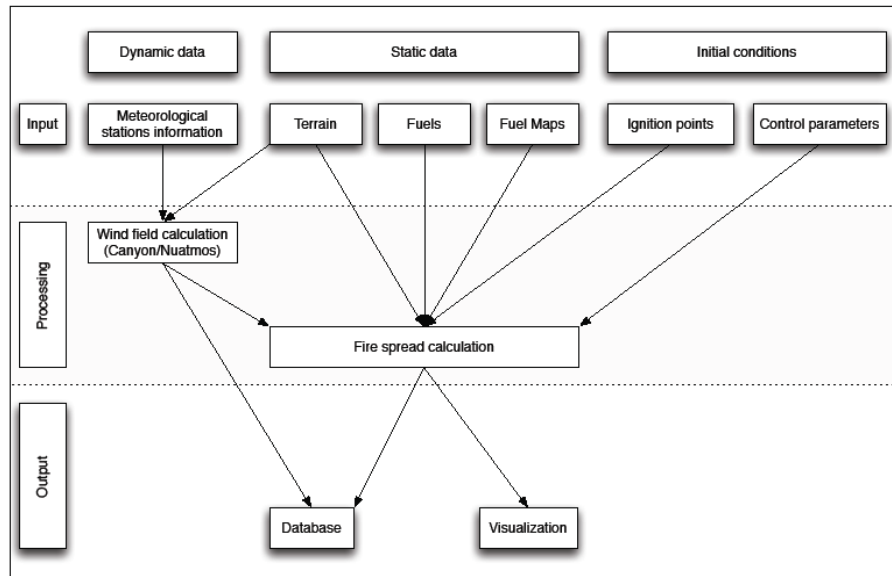 Dynamic data
Static data
Initial conditions
Input
Meteorological
stations information
Terrain
Fuels
Fuel Maps
Ignition points
Control parameters
Processing
Wind field calculation
(Canyon/Nuatmos)
Fire spread calculation
Output
Database
Visualization